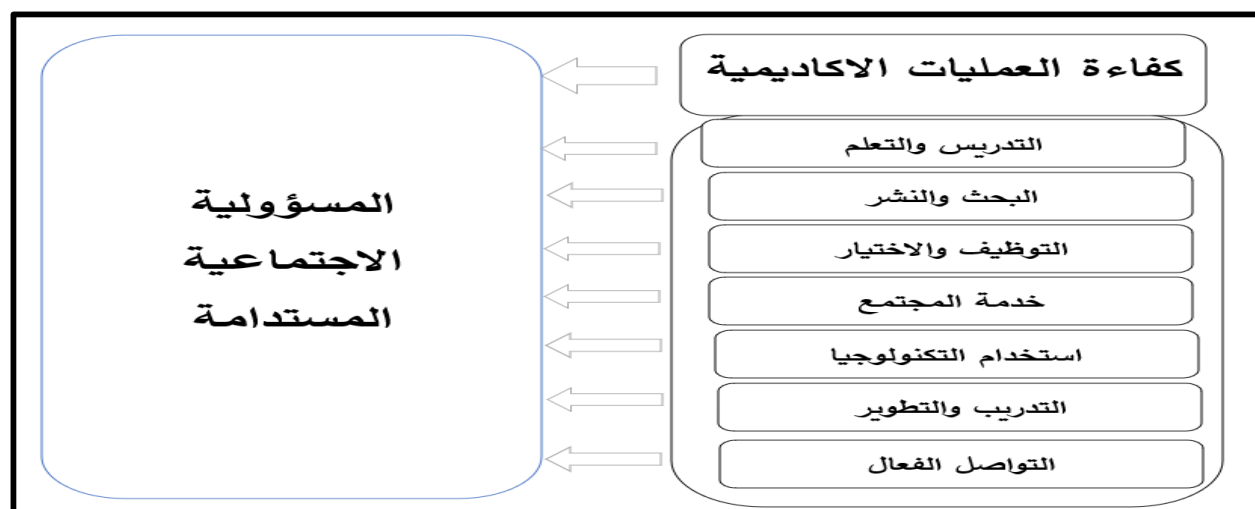 كفاءة العمليات الاكاديمية
التدريس والتعلم
البحث والنشر
التوظيف والاختيار
خدمة المجتمع
استخدام التكنولوجيا
التدريب والتطوير
التواصل الفعال
المسؤولية
الاجتماعية
المستدامة